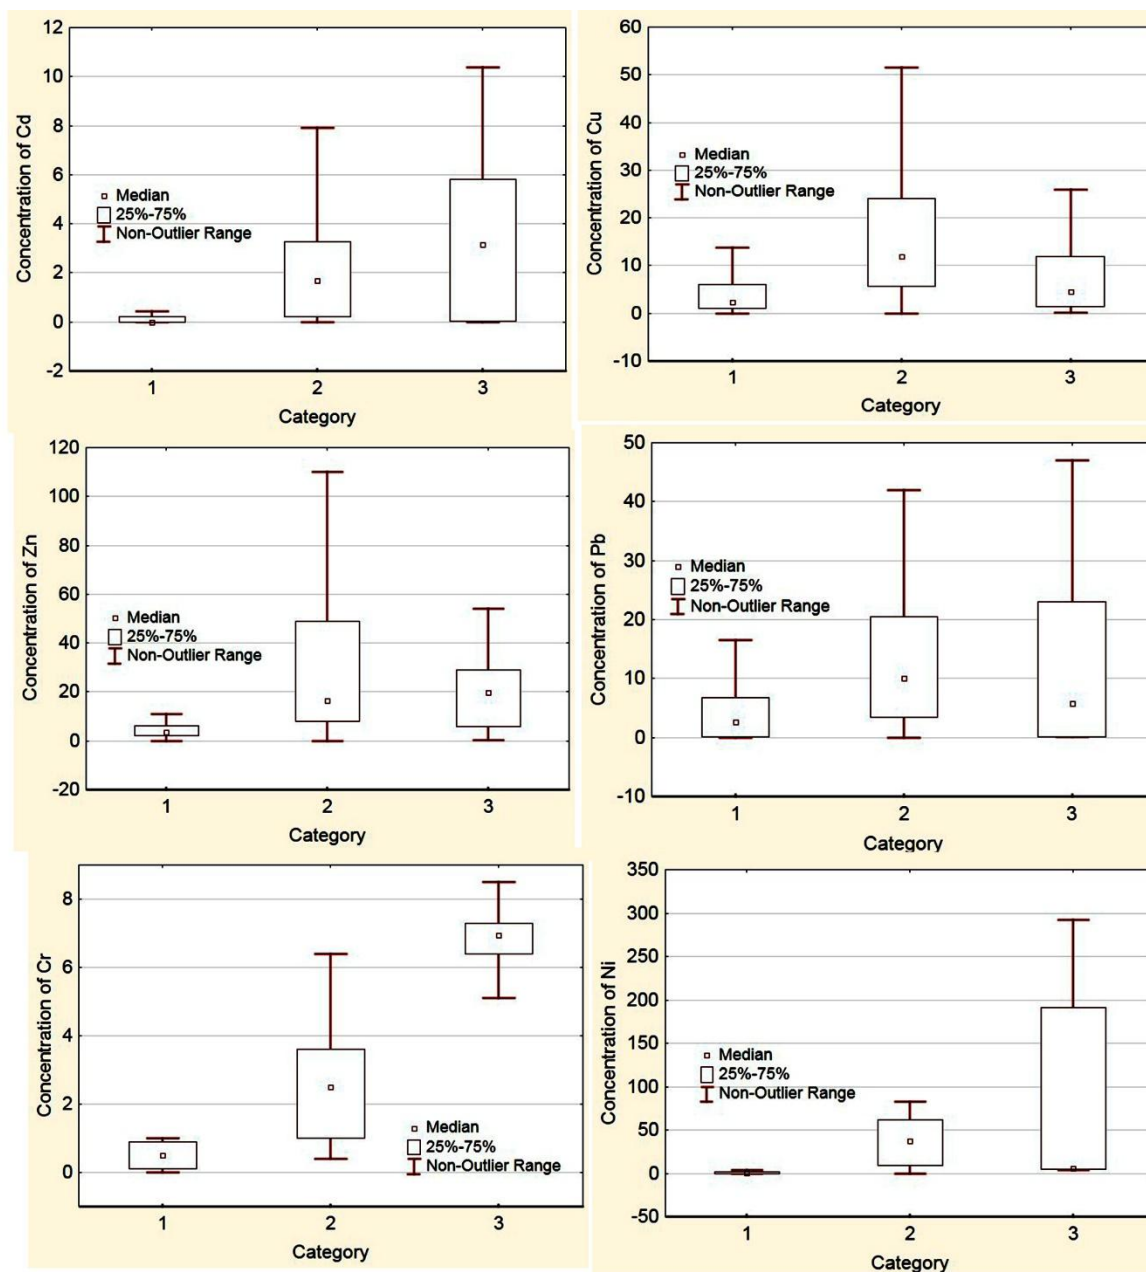 Concentration of Cd
12
10
8
6
4
2
0
-2
Median
25%-75%
Non-Outlier Range
1 2 3
Category
Concentration of Cu
60
50
40
30
20
10
0
-10
Median
25%-75%
Non-Outlier Range
1 2 3
Category
Concentration of Zn
120
100
80
60
40
20
0
-20
Median
25%-75%
Non-Outlier Range
1 2 3
Category
Concentration of Pb
50
40
30
20
10
0
-10
Median
25%-75%
Non-Outlier Range
1 2 3
Category
Concentration of Cr
8
6
4
2
0
Median
25%-75%
Non-Outlier Range
1 2 3
Category
Concentration of Ni
350
300
250
200
150
100
50
0
-50
Median
25%-75%
Non-Outlier Range
1 2 3
Category